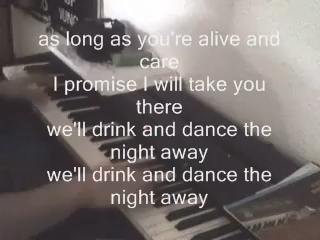 as long as you're alive and
care
I promise I will take you
there
we'll drink and dance the
night away
we'll drink and dance the
night away